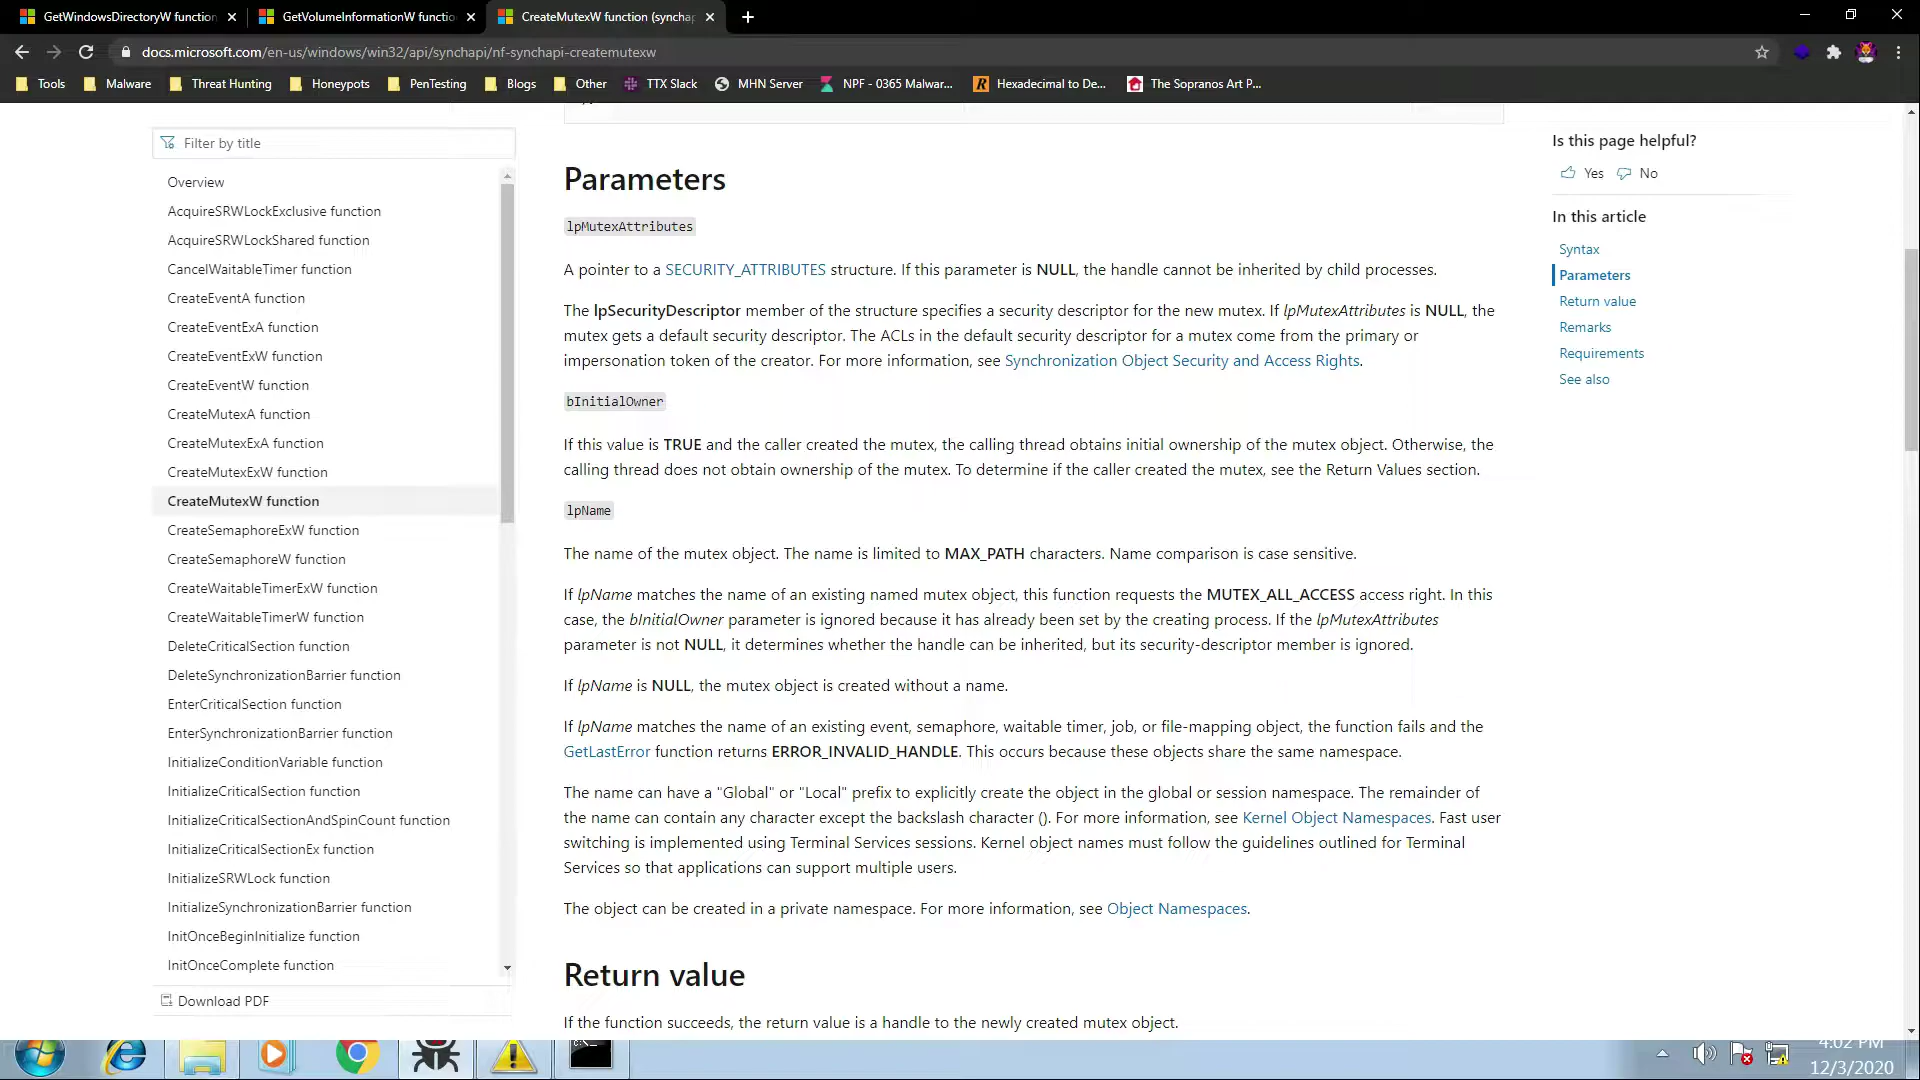 GetWindowsDirectoryW function
GetVolumeInformationW functio
CreateMutexW function (synchap
docs.microsoft.com/en-us/windows/win32/api/synchapi/nf-synchapi-createmutexw
Tools
Malware
Threat Hunting
Honeypots
PenTesting
Blogs
Other
TTX Slack
MHN Server
NPF - 0365 Malwar...
Hexadecimal to De...
The Sopranos Art P...
Filter by title
Overview
AcquireSRWLockExclusive function
AcquireSRWLockShared function
CancelWaitableTimer function
CreateEventA function
CreateEventExA function
CreateEventExW function
CreateEventW function
CreateMutexA function
CreateMutexExA function
CreateMutexExW function
CreateMutexW function
CreateSemaphoreExW function
CreateSemaphoreW function
CreateWaitableTimerExW function
CreateWaitableTimerW function
DeleteCriticalSection function
DeleteSynchronizationBarrier function
EnterCriticalSection function
EnterSynchronizationBarrier function
InitializeConditionVariable function
InitializeCriticalSection function
InitializeCriticalSectionAndSpinCount function
InitializeCriticalSectionEx function
InitializeSRWLock function
InitializeSynchronizationBarrier function
InitOnceBeginInitialize function
InitOnceComplete function
Download PDF
Parameters
lpMutexAttributes
A pointer to a SECURITY_ATTRIBUTES structure. If this parameter is NULL, the handle cannot be inherited by child processes.
The lpSecurityDescriptor member of the structure specifies a security descriptor for the new mutex. If lpMutexAttributes is NULL, the
mutex gets a default security descriptor. The ACLs in the default security descriptor for a mutex come from the primary or
impersonation token of the creator. For more information, see Synchronization Object Security and Access Rights.
bInitialOwner
If this value is TRUE and the caller created the mutex, the calling thread obtains initial ownership of the mutex object. Otherwise, the
calling thread does not obtain ownership of the mutex. To determine if the caller created the mutex, see the Return Values section.
lpName
The name of the mutex object. The name is limited to MAX_PATH characters. Name comparison is case sensitive.
If lpName matches the name of an existing named mutex object, this function requests the MUTEX_ALL_ACCESS access right. In this
case, the bInitialOwner parameter is ignored because it has already been set by the creating process. If the lpMutexAttributes
parameter is not NULL, it determines whether the handle can be inherited, but its security-descriptor member is ignored.
If lpName is NULL, the mutex object is created without a name.
If lpName matches the name of an existing event, semaphore, waitable timer, job, or file-mapping object, the function fails and the
GetLastError function returns ERROR_INVALID_HANDLE. This occurs because these objects share the same namespace.
The name can have a "Global" or "Local" prefix to explicitly create the object in the global or session namespace. The remainder of
the name can contain any character except the backslash character (). For more information, see Kernel Object Namespaces. Fast user
switching is implemented using Terminal Services sessions. Kernel object names must follow the guidelines outlined for Terminal
Services so that applications can support multiple users.
The object can be created in a private namespace. For more information, see Object Namespaces.
Return value
If the function succeeds, the return value is a handle to the newly created mutex object.
Is this page helpful?
Yes
No
In this article
Syntax
Parameters
Return value
Remarks
Requirements
See also
C:\_
4:02 PM
12/3/2020